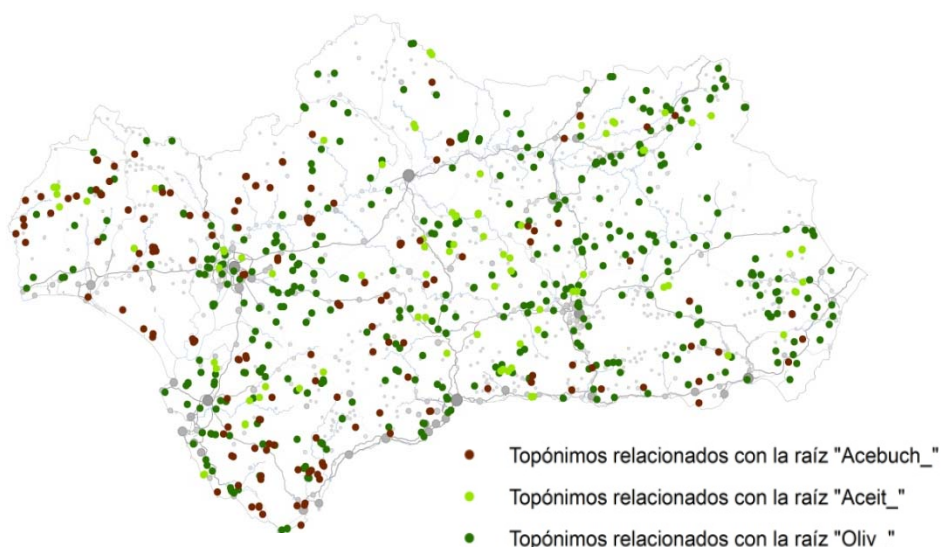 Topónimos relacionados con la raíz "Acebuch_"
Topónimos relacionados con la raíz "Aceit_"
Topónimos relacionados con la raíz "Oliv_"